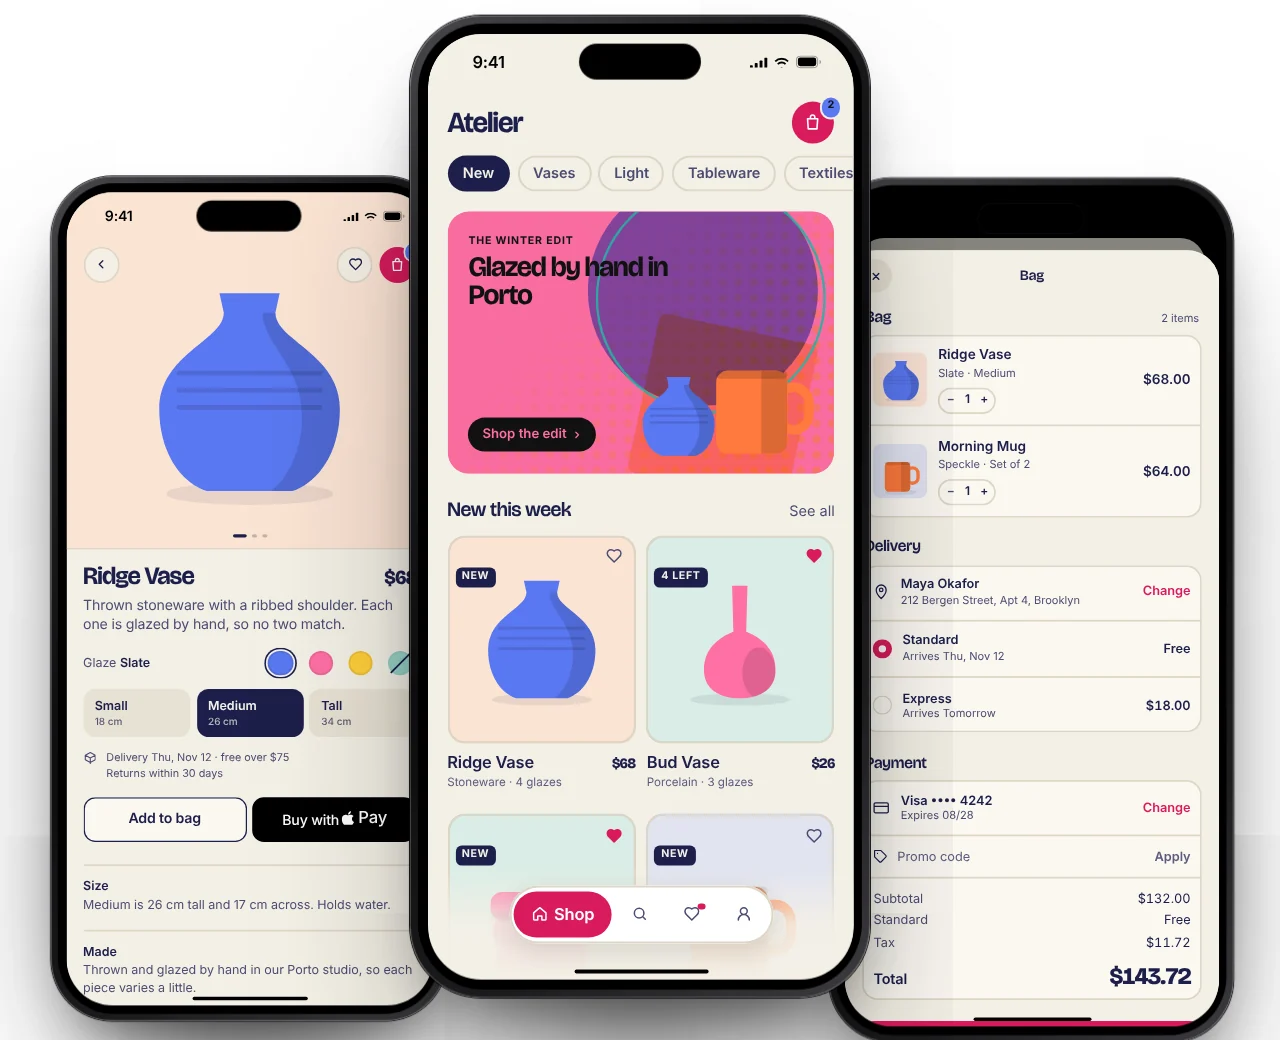 9:41
Ridge Vase
Thrown stoneware with a ribbed shoulder. Each
one is glazed by hand, so no two match.
Glaze Slate
Small
18 cm
Medium
26 cm
Tall
34 cm
Delivery Thu, Nov 12 · free over $75
Returns within 30 days
Add to bag
Buy with Pay
Size
Medium is 26 cm tall and 17 cm across. Holds water.
Made
Thrown and glazed by hand in our Porto studio, so each
piece varies a little.
9:41
Atelier
2
New
Vases
Light
Tableware
Textiles
THE WINTER EDIT
Glazed by hand in
Porto
Shop the edit
New this week
See all
NEW
4 LEFT
Ridge Vase
$68
Stoneware · 4 glazes
Bud Vase
$26
Porcelain · 3 glazes
NEW
NEW
Shop
Bag
Bag
2 items
Ridge Vase
Slate · Medium
− 1 +
$68.00
Morning Mug
Speckle · Set of 2
− 1 +
$64.00
Delivery
Maya Okafor
212 Bergen Street, Apt 4, Brooklyn
Change
Standard
Arrives Thu, Nov 12
Free
Express
Arrives Tomorrow
$18.00
Payment
Visa •••• 4242
Expires 08/28
Change
Promo code
Apply
Subtotal
$132.00
Standard
Free
Tax
$11.72
Total
$143.72